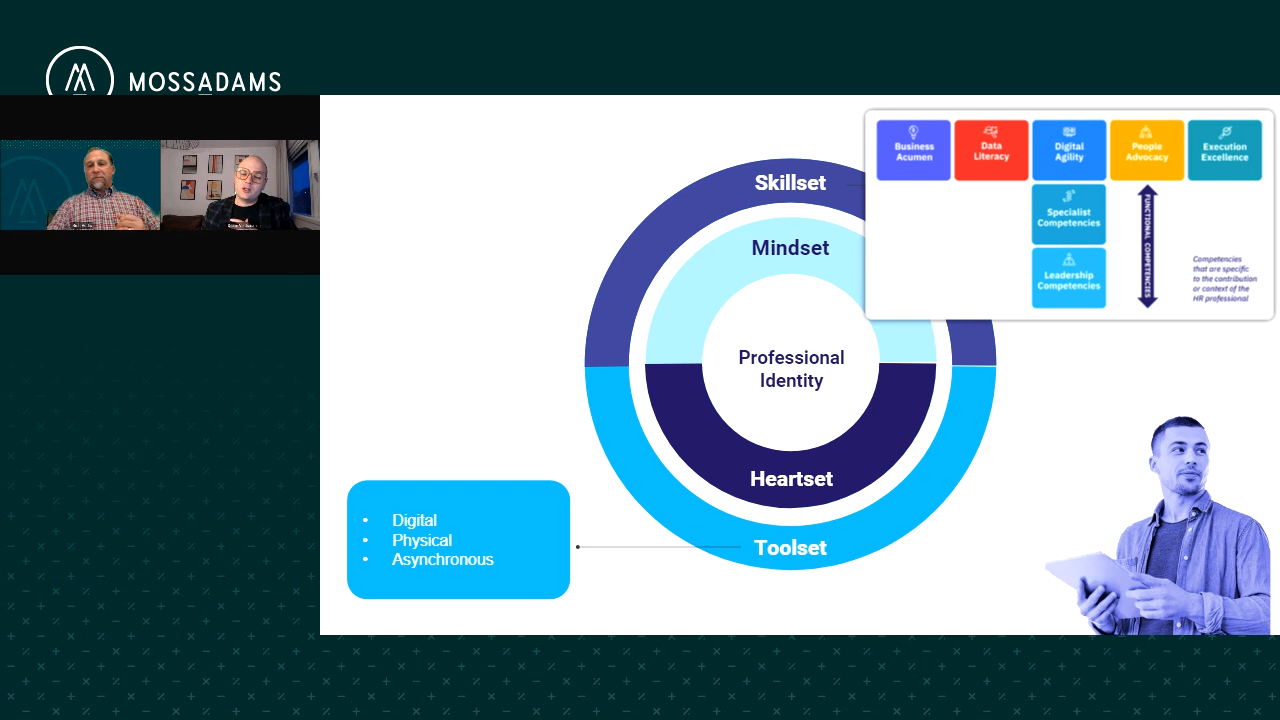 MOSSADAMS
Skillset
Mindset
Professional
Identity
Heartset
Toolset
• Digital
• Physical
• Asynchronous
Business
Acumen
Data
Literacy
Digital
Agility
People
Advocacy
Execution
Excellence
Specialist
Competencies
Leadership
Competencies
FUNCTIONAL COMPETENCIES
Competencies
that are specific
to the contribution
or context of the
HR professional